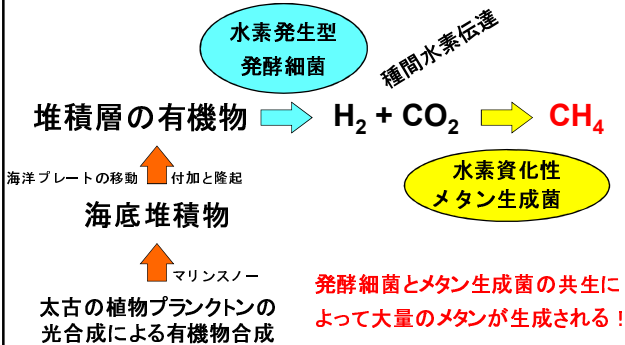 水素発生型
発酵細菌
種間水素伝達
堆積層の有機物
H₂ + CO₂
CH₄
海洋プレートの移動
付加と隆起
水素資化性
メタン生成菌
海底堆積物
マリンスノー
太古の植物プランクトンの
光合成による有機物合成
発酵細菌とメタン生成菌の共生に
よって大量のメタンが生成される！